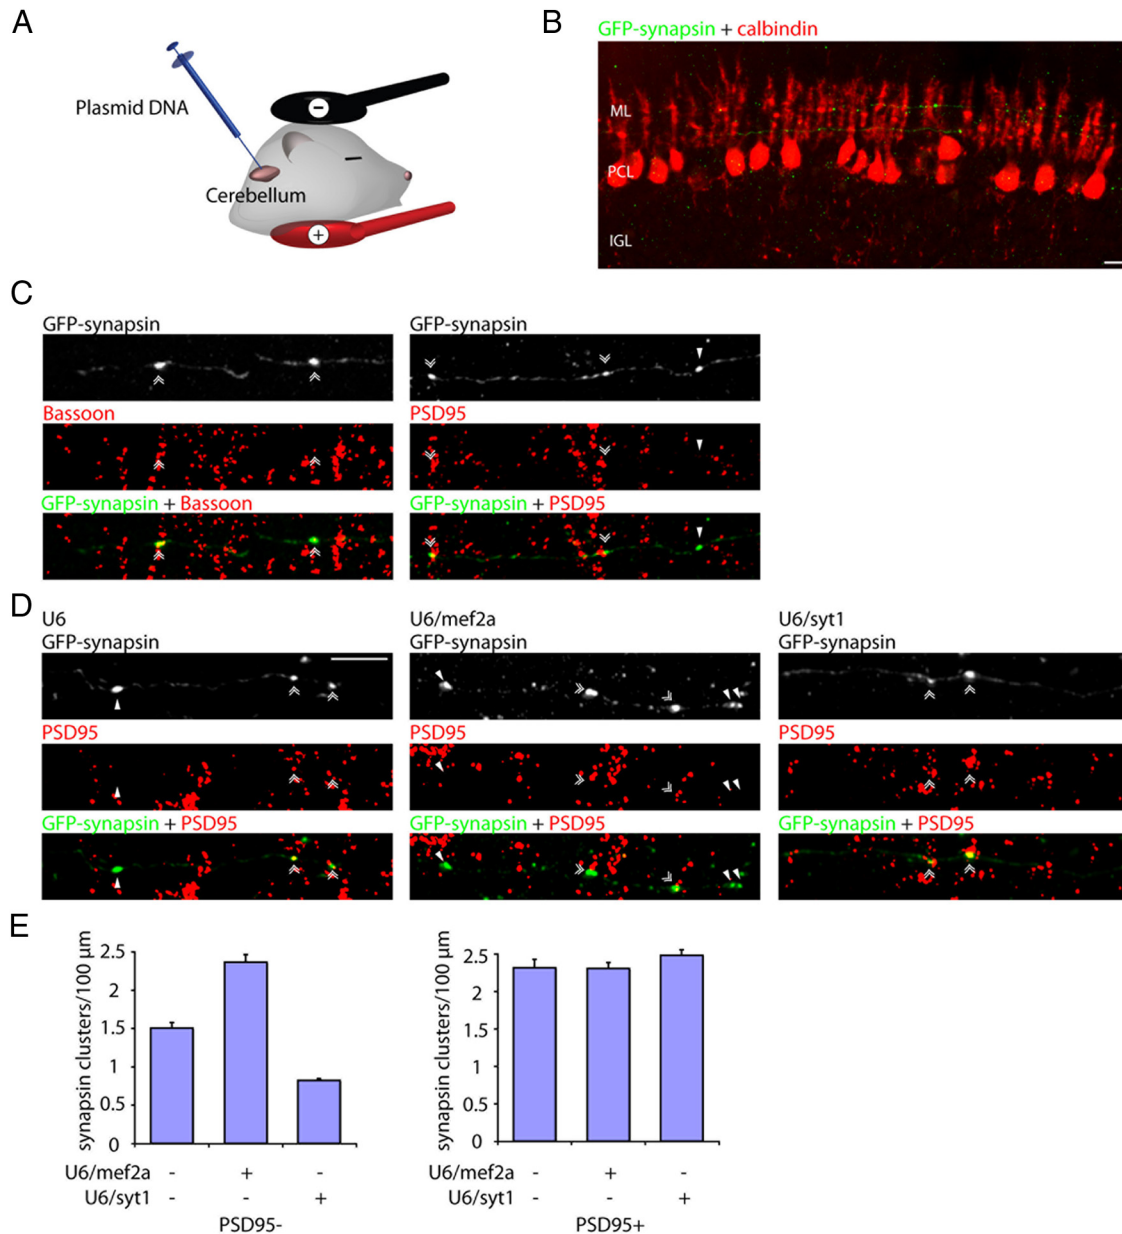 A
Plasmid DNA
−
Cerebellum
+
B
GFP-synapsin + calbindin
ML
PCL
IGL
C
GFP-synapsin
Bassoon
GFP-synapsin + Bassoon
GFP-synapsin
PSD95
GFP-synapsin + PSD95
D
U6
GFP-synapsin
PSD95
GFP-synapsin + PSD95
U6/mef2a
GFP-synapsin
PSD95
GFP-synapsin + PSD95
U6/syt1
GFP-synapsin
PSD95
GFP-synapsin + PSD95
E
synapsin clusters/100 µm
2.5
2
1.5
1
0.5
0
U6/mef2a - + -
U6/syt1 - - +
PSD95-
synapsin clusters/100 µm
2.5
2
1.5
1
0.5
0
- + -
- - +
PSD95+